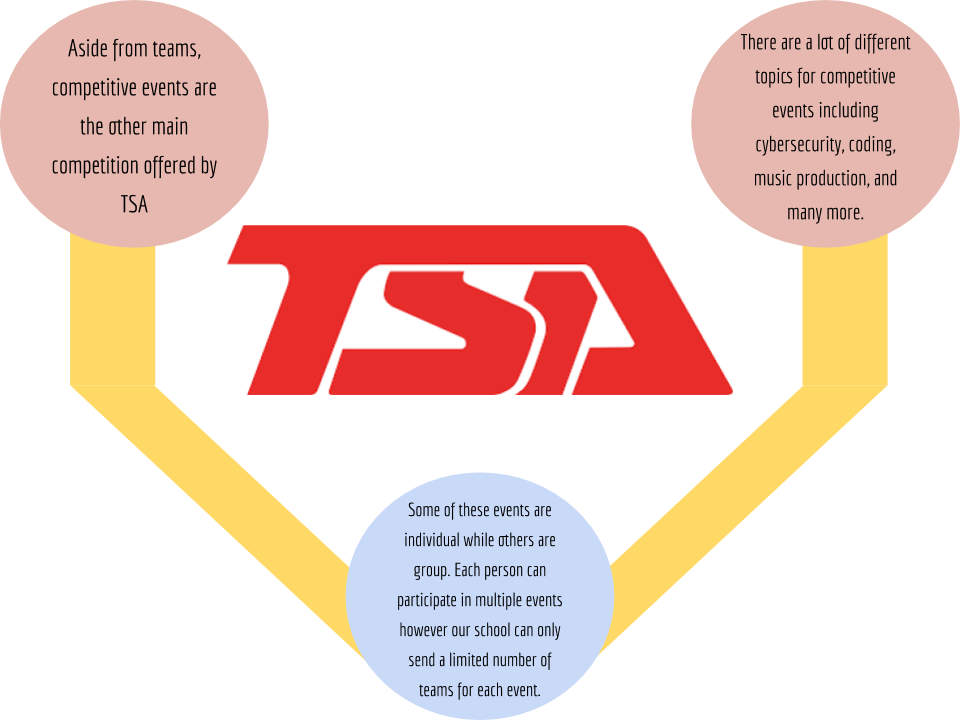 Aside from teams,
competitive events are
the other main
competition offered by
TSA
There are a lot of different
topics for competitive
events including
cybersecurity, coding,
music production, and
many more.
TSA
Some of these events are
individual while others are
group. Each person can
participate in multiple events
however our school can only
send a limited number of
teams for each event.